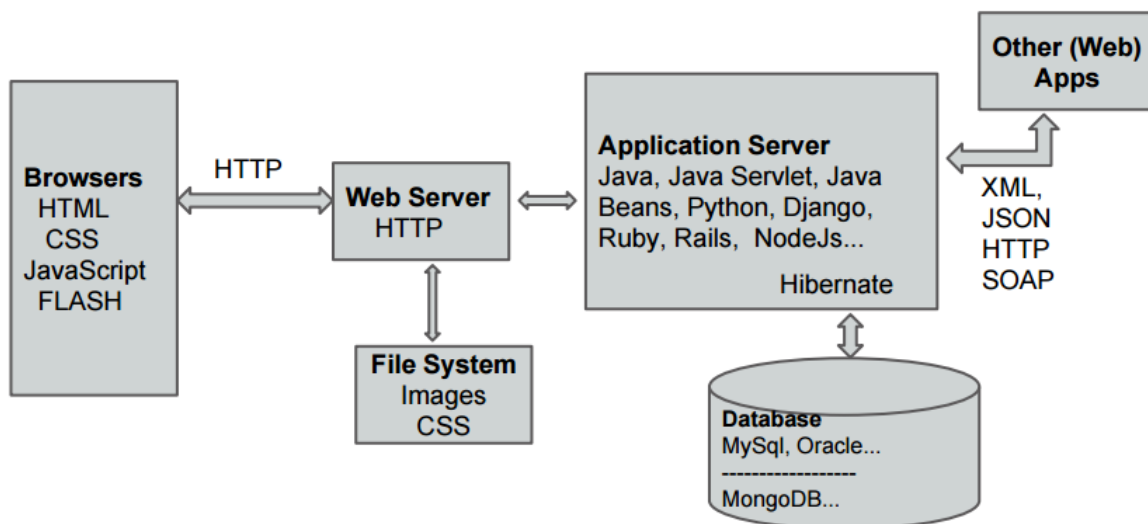 Browsers
HTML
CSS
JavaScript
FLASH
HTTP
Web Server
HTTP
File System
Images
CSS
Application Server
Java, Java Servlet, Java
Beans, Python, Django,
Ruby, Rails, NodeJs...
Hibernate
Other (Web)
Apps
XML,
JSON
HTTP
SOAP
Database
MySql, Oracle...
------------------
MongoDB...